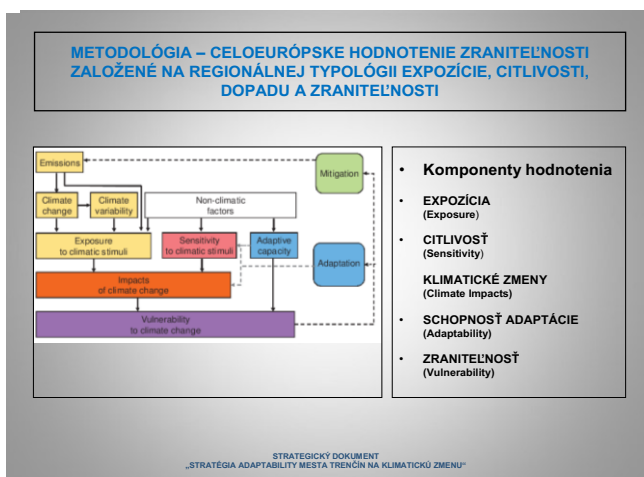 METODOLÓGIA – CELOEURÓPSKE HODNOTENIE ZRANITEĽNOSTI
ZALOŽENÉ NA REGIONÁLNEJ TYPOLÓGII EXPOZÍCIE, CITLIVOSTI,
DOPADU A ZRANITEĽNOSTI
Emissions
Mitigation
Climate
change
Climate
variability
Non-climatic
factors
Exposure
to climatic stimuli
Sensitivity
to climatic stimuli
Adaptive
capacity
Adaptation
Impacts
of climate change
Vulnerability
to climate change
• Komponenty hodnotenia
• EXPOZÍCIA
(Exposure)
• CITLIVOSŤ
(Sensitivity)
KLIMATICKÉ ZMENY
(Climate Impacts)
• SCHOPNOSŤ ADAPTÁCIE
(Adaptability)
• ZRANITEĽNOSŤ
(Vulnerability)
STRATEGICKÝ DOKUMENT
„STRATÉGIA ADAPTABILITY MESTA TRENČÍN NA KLIMATICKÚ ZMENU“